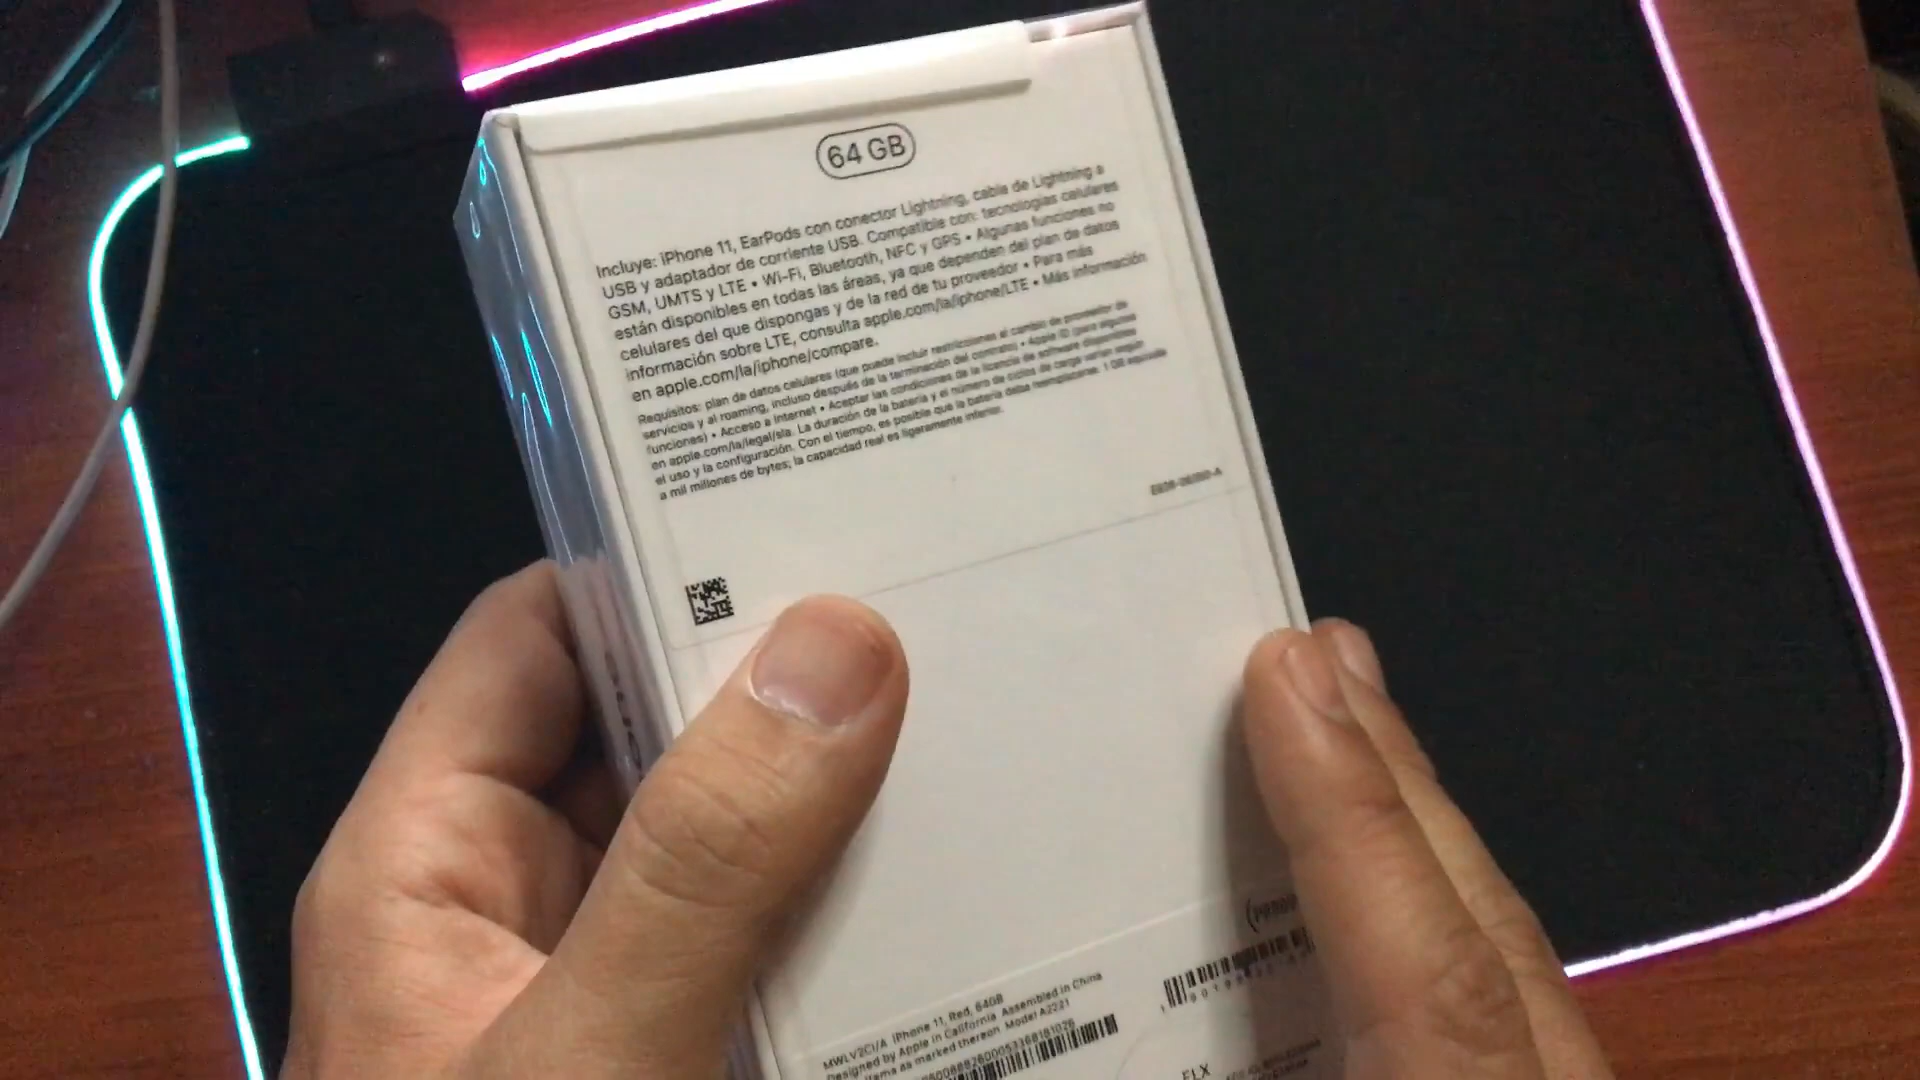 64 GB
Incluye: iPhone 11, EarPods con conector Lightning, cable de Lightning a
USB y adaptador de corriente USB. Compatible con: tecnologías celulares
GSM, UMTS y LTE • Wi-Fi, Bluetooth, NFC y GPS • Algunas funciones no
están disponibles en todas las áreas, ya que dependen del plan de datos
celulares del que dispongas y de la red de tu proveedor • Para más
información sobre LTE, consulta apple.com/la/iphone/LTE • Más información
en apple.com/la/iphone/compare.
Requisitos: plan de datos celulares (que puede incluir restricciones al cambio de proveedor de
servicios y al roaming, incluso después de la terminación del contrato) • Apple ID (para algunas
funciones) • Acceso a Internet • Aceptar las condiciones de la licencia de software disponibles
en apple.com/la/legal/sla. La duración de la batería y el número de ciclos de carga varían según
el uso y la configuración. Con el tiempo, es posible que la batería deba reemplazarse. 1 GB equivale
a mil millones de bytes; la capacidad real es ligeramente inferior.
MWLV2CI/A iPhone 11, Red, 64GB
Designed by Apple in California Assembled in China
as marked thereon Model A2221
ELX